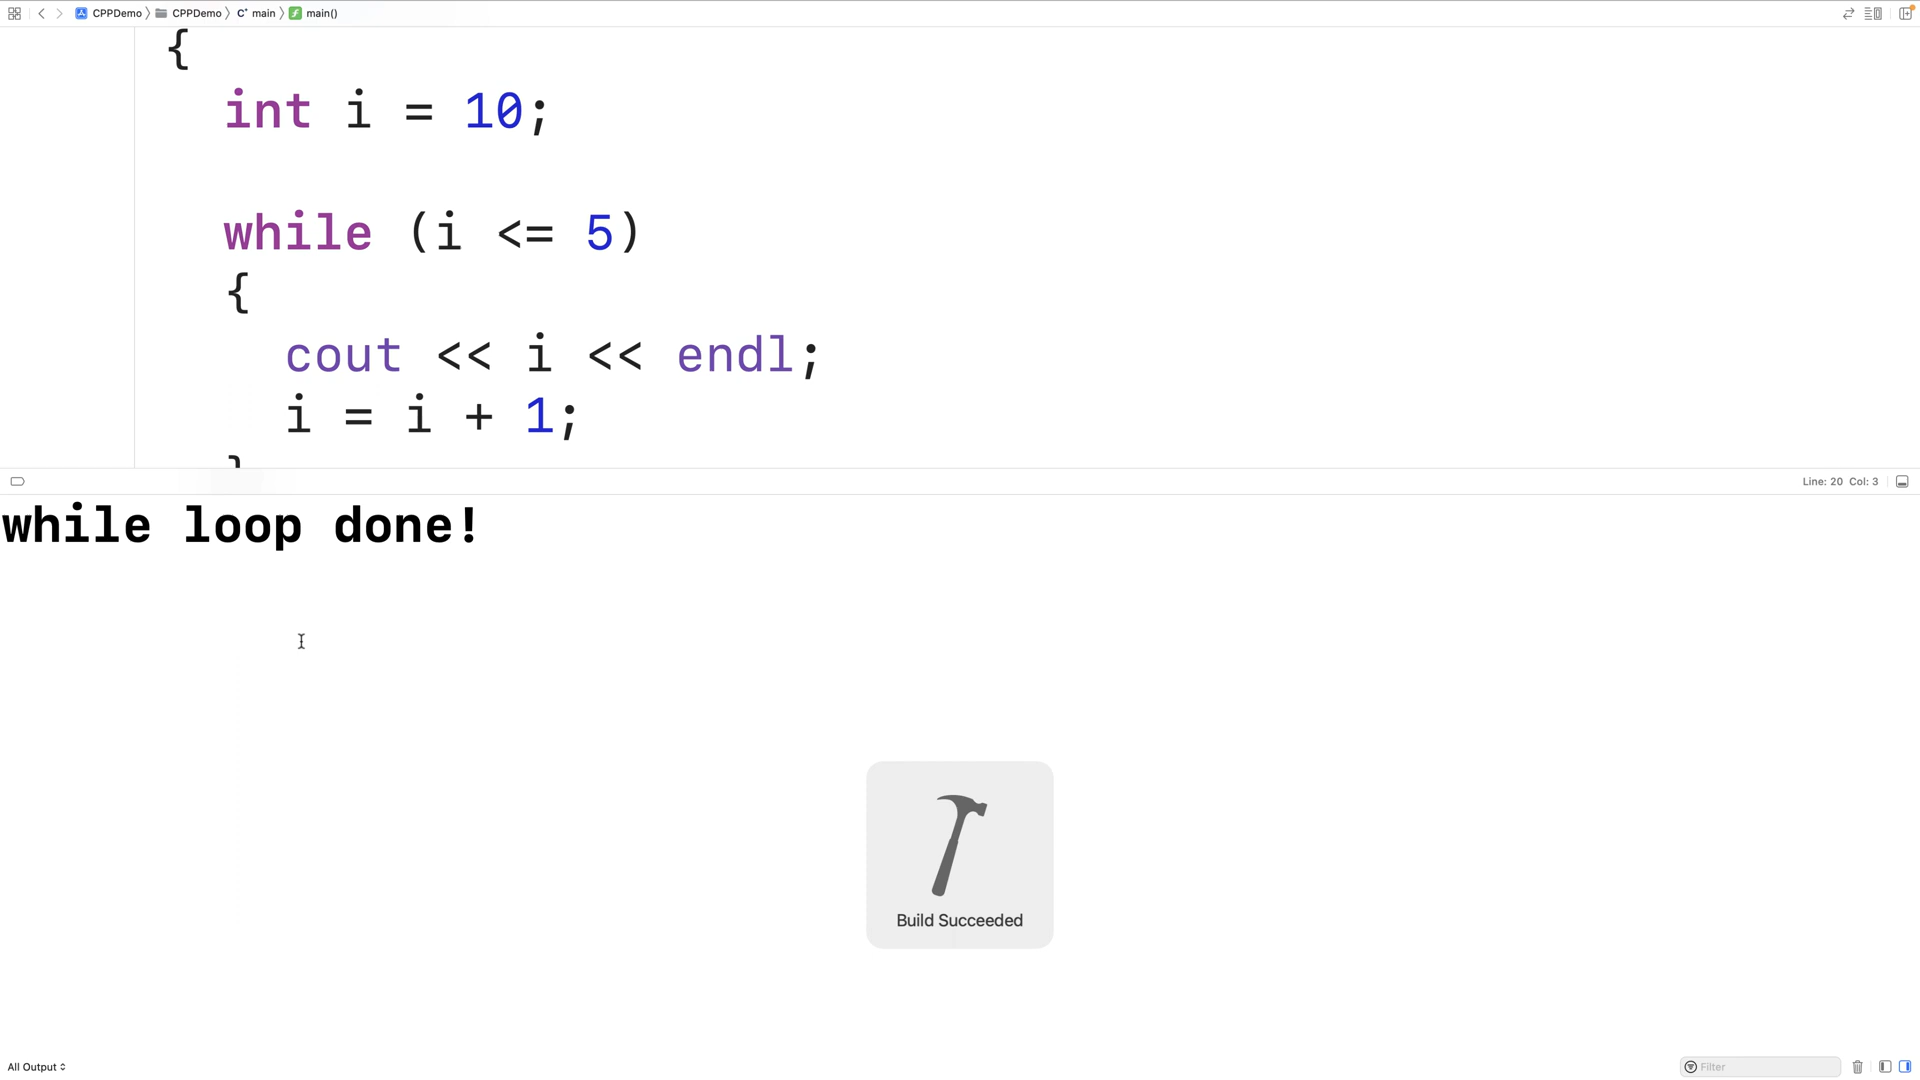 CPPDemo CPPDemo C+ main main()
{
int i = 10;
while (i <= 5)
{
cout << i << endl;
i = i + 1;
}
Line: 20 Col: 3
while loop done!
Build Succeeded
All Output
Filter